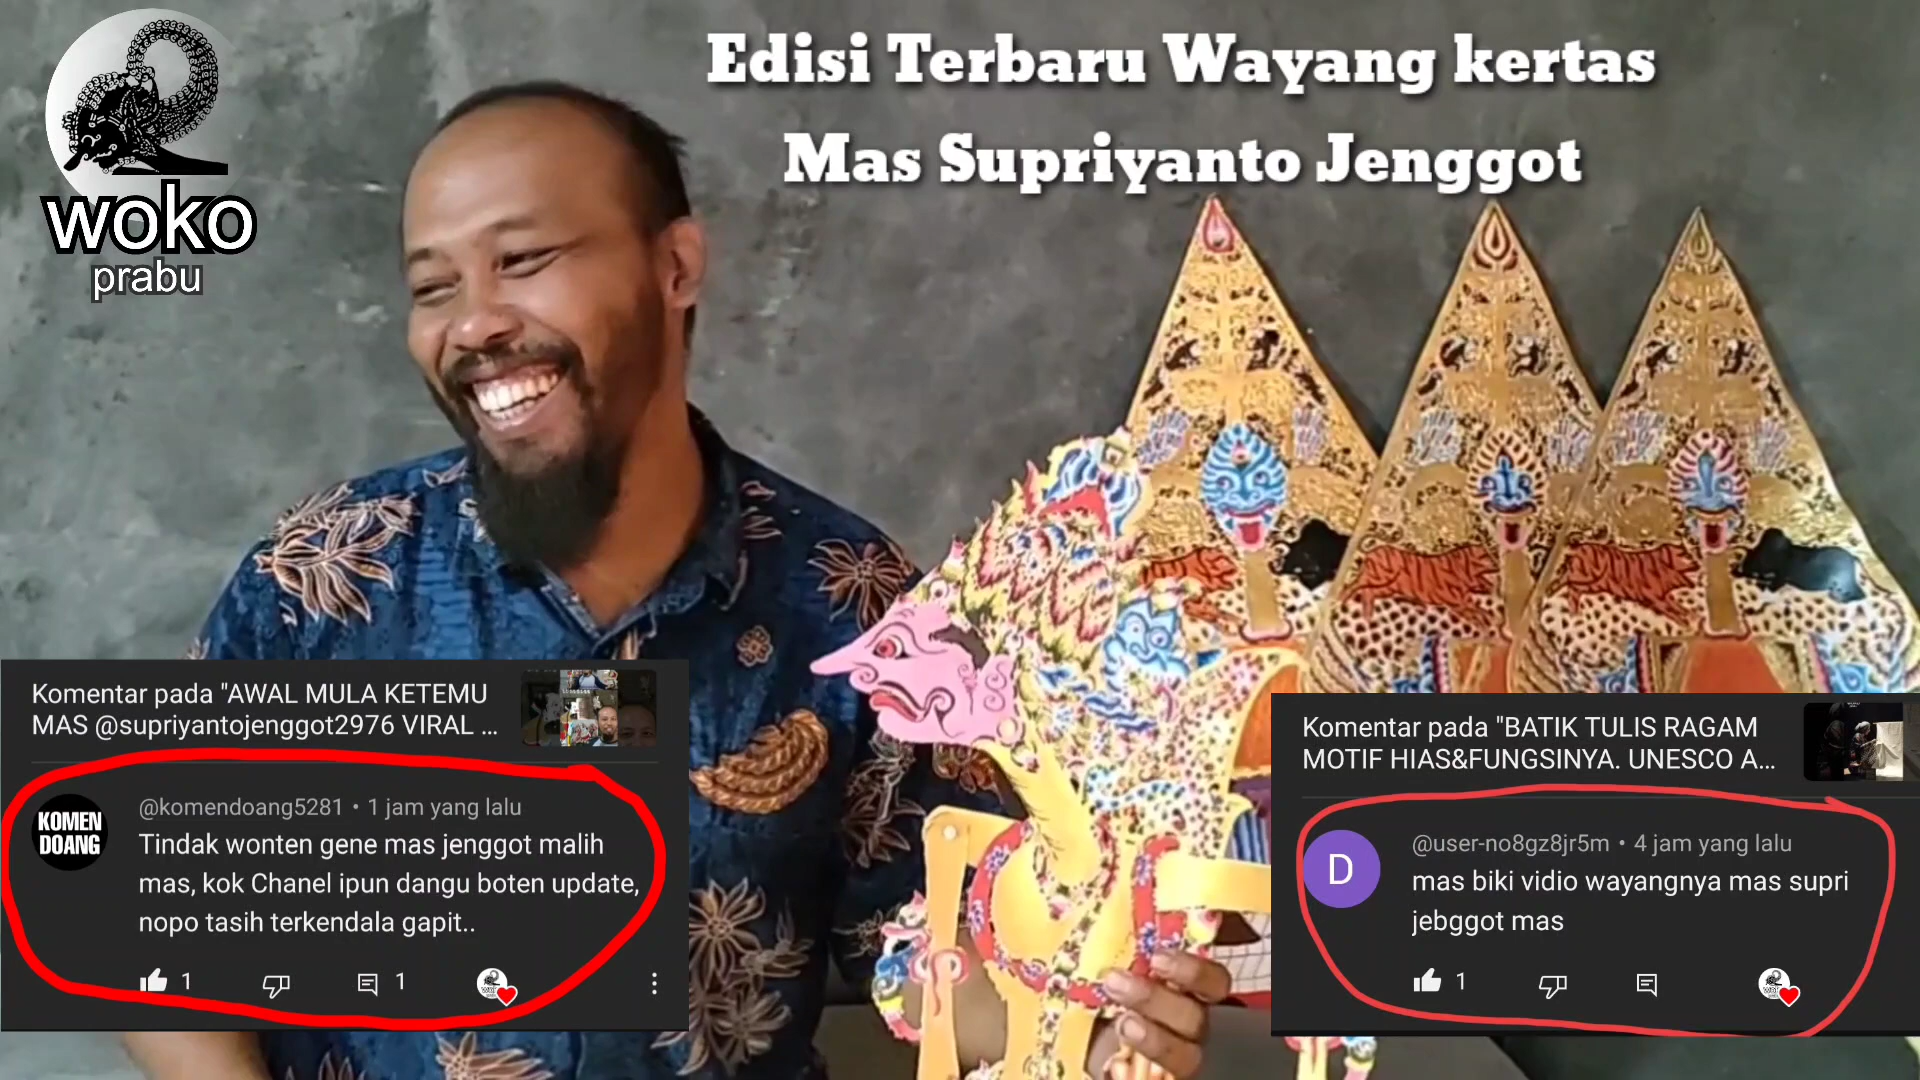 Edisi Terbaru Wayang kertas
Mas Supriyanto Jenggot
woko
prabu
Komentar pada "AWAL MULA KETEMU
MAS @supriyantojenggot2976 VIRAL ...
KOMEN
DOANG
@komendoang5281 • 1 jam yang lalu
Tindak wonten gene mas jenggot malih
mas, kok Chanel ipun dangu boten update,
nopo tasih terkendala gapit..
1
1
Komentar pada "BATIK TULIS RAGAM
MOTIF HIAS&FUNGSINYA. UNESCO A...
D
@user-no8gz8jr5m • 4 jam yang lalu
mas biki vidio wayangnya mas supri
jebggot mas
1